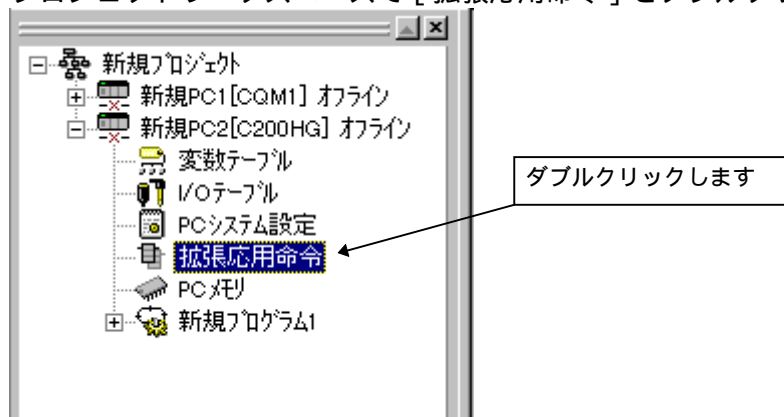 プロジェクトワークスペースで［拡張応用命令］をダブルク
新規ﾌﾟﾛｼﾞｪｸﾄ
新規PC1[CQM1] ｵﾌﾗｲﾝ
新規PC2[C200HG] ｵﾌﾗｲﾝ
変数ﾃｰﾌﾞﾙ
ダブルクリックします
I/Oﾃｰﾌﾞﾙ
PCｼｽﾃﾑ設定
拡張応用命令
PCﾒﾓﾘ
新規ﾌﾟﾛｸﾞﾗﾑ1